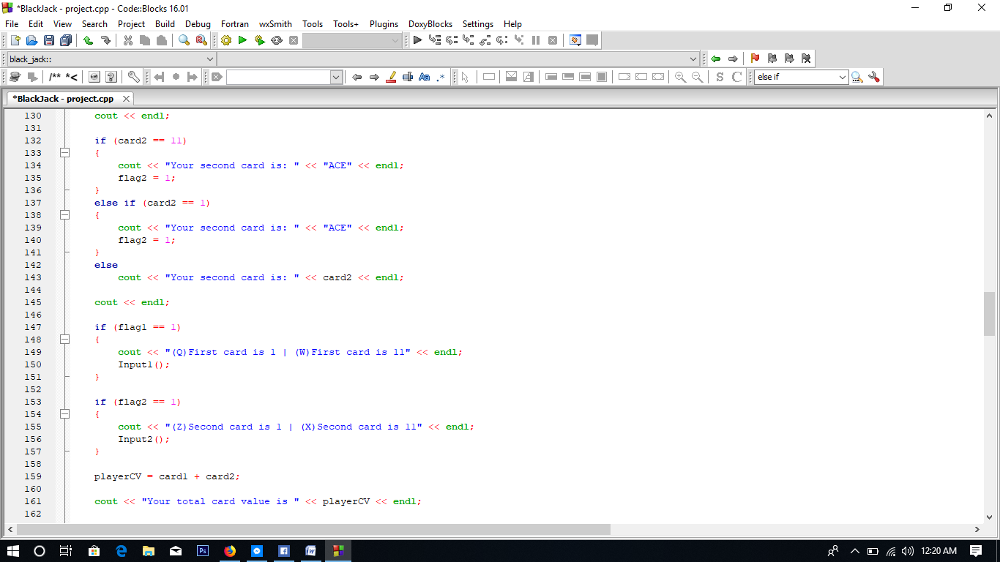 *BlackJack - project.cpp - Code::Blocks 16.01
File Edit View Search Project Build Debug Fortran wxSmith Tools Tools+ Plugins DoxyBlocks Settings Help
black_jack::
/** *< Aa .* S C else if
*BlackJack - project.cpp
130 cout << endl;
131
132 if (card2 == 11)
133 {
134 cout << "Your second card is: " << "ACE" << endl;
135 flag2 = 1;
136 }
137 else if (card2 == 1)
138 {
139 cout << "Your second card is: " << "ACE" << endl;
140 flag2 = 1;
141 }
142 else
143 cout << "Your second card is: " << card2 << endl;
144
145 cout << endl;
146
147 if (flag1 == 1)
148 {
149 cout << "(Q)First card is 1 | (W)First card is 11" << endl;
150 Input1();
151 }
152
153 if (flag2 == 1)
154 {
155 cout << "(Z)Second card is 1 | (X)Second card is 11" << endl;
156 Input2();
157 }
158
159 playerCV = card1 + card2;
160
161 cout << "Your total card value is " << playerCV << endl;
162
Ps 12:20 AM